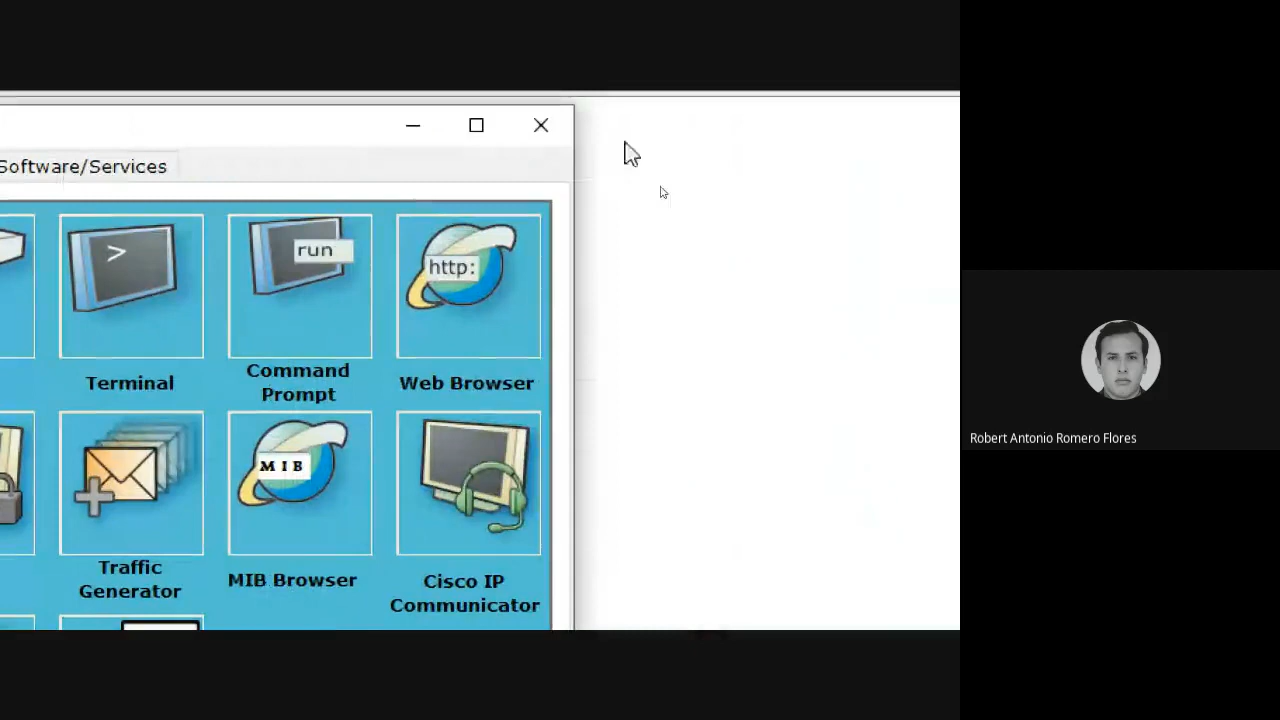 Software/Services
>
run
http:
Terminal
Command
Prompt
Web Browser
MIB
Traffic
Generator
MIB Browser
Cisco IP
Communicator
Robert Antonio Romero Flores